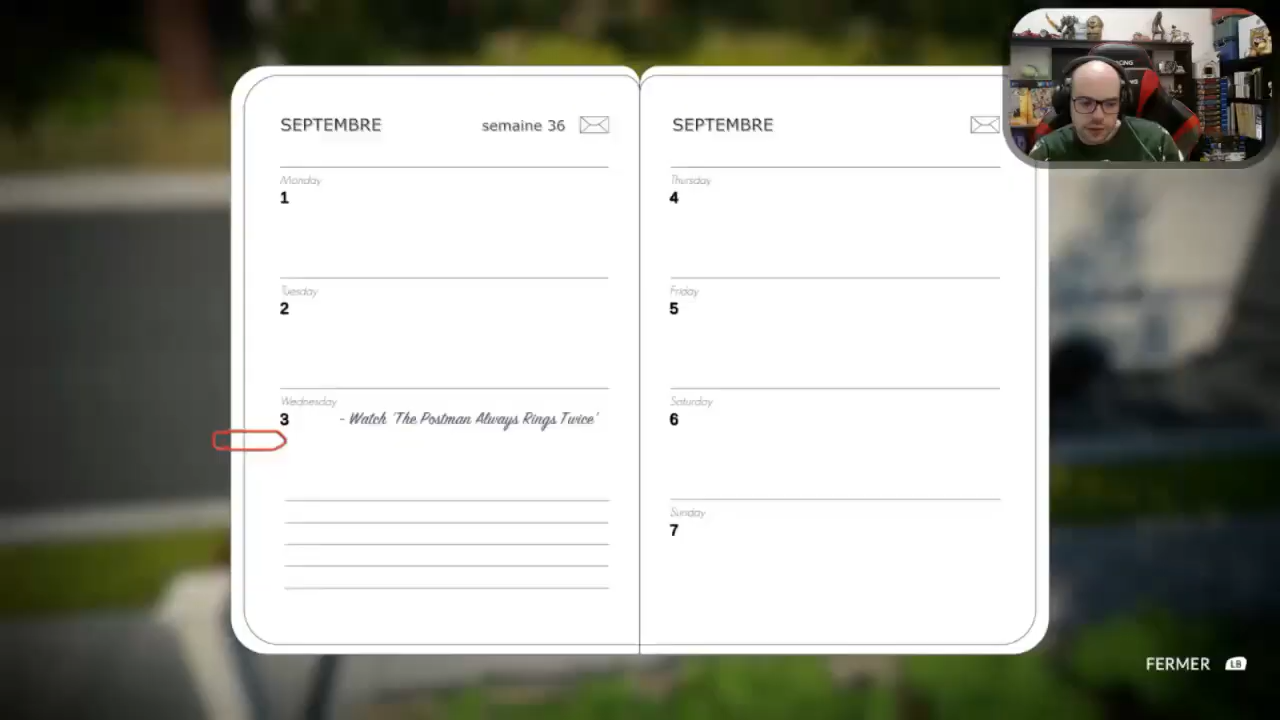 SEPTEMBRE semaine 36
Monday
1
Tuesday
2
Wednesday
3 - Watch 'The Postman Always Rings Twice'
SEPTEMBRE
Thursday
4
Friday
5
Saturday
6
Sunday
7
FERMER LB